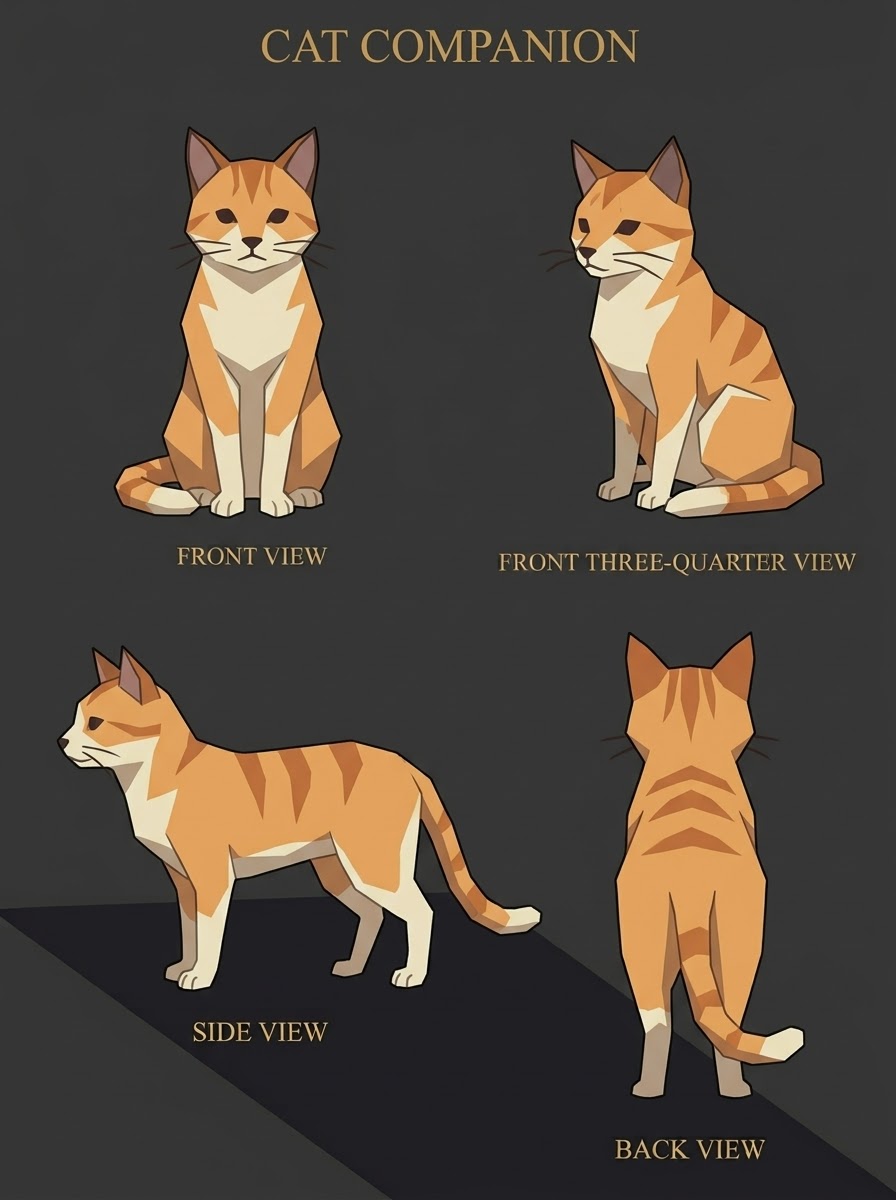 CAT COMPANION
FRONT VIEW
FRONT THREE-QUARTER VIEW
SIDE VIEW
BACK VIEW